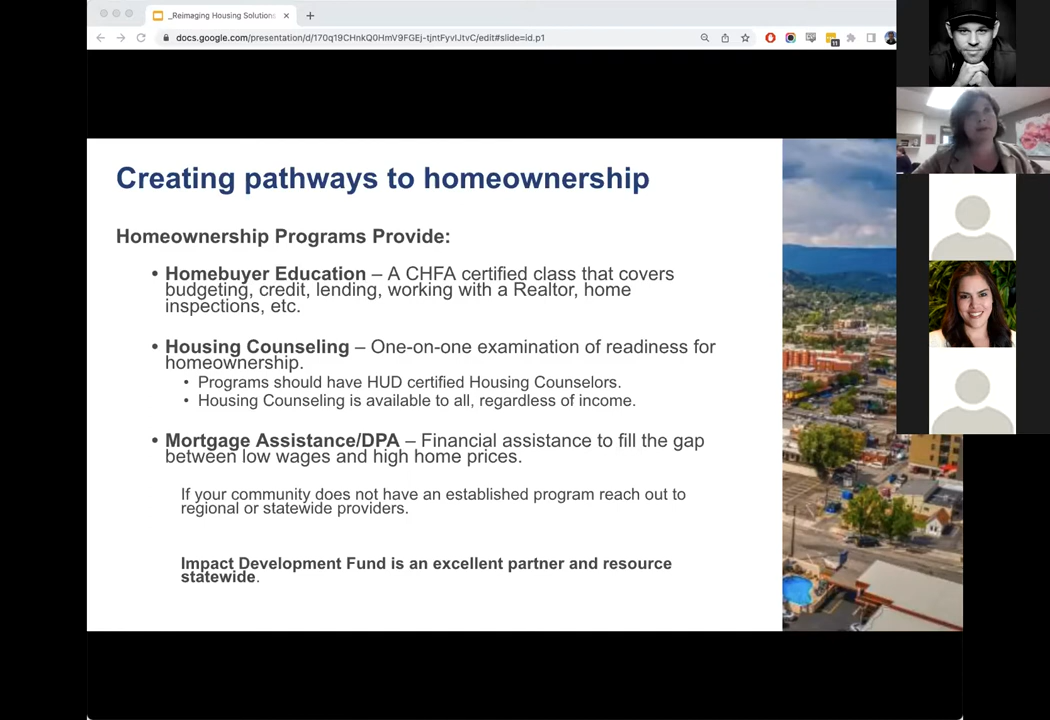 _Reimaging Housing Solutions
docs.google.com/presentation/d/170q19CHnkQ0HmV9FGEj-tjntFyvlJtvC/edit#slide=id.p1
11
Creating pathways to homeownership
Homeownership Programs Provide:
• Homebuyer Education – A CHFA certified class that covers
budgeting, credit, lending, working with a Realtor, home
inspections, etc.
• Housing Counseling – One-on-one examination of readiness for
homeownership.
• Programs should have HUD certified Housing Counselors.
• Housing Counseling is available to all, regardless of income.
• Mortgage Assistance/DPA – Financial assistance to fill the gap
between low wages and high home prices.
If your community does not have an established program reach out to
regional or statewide providers.
Impact Development Fund is an excellent partner and resource
statewide.